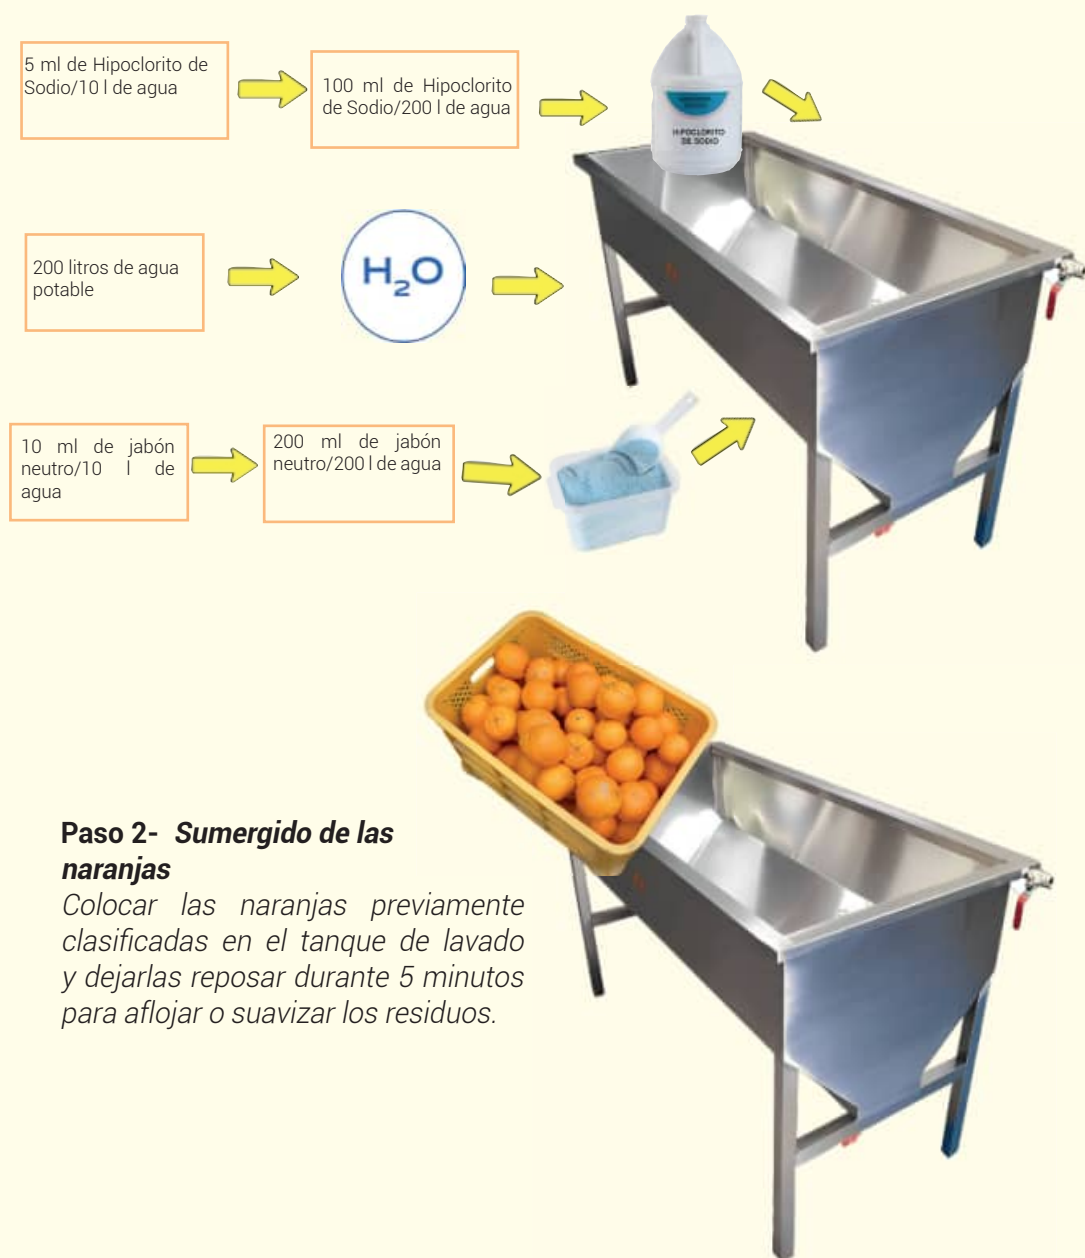 5 ml de Hipoclorito de
Sodio/10 l de agua
100 ml de Hipoclorito
de Sodio/200 l de agua
HIPOCLORITO
DE SODIO
200 litros de agua
potable
H₂O
10 ml de jabón
neutro/10 l de
agua
200 ml de jabón
neutro/200 l de agua
Paso 2- Sumergido de las
naranjas
Colocar las naranjas previamente
clasificadas en el tanque de lavado
y dejarlas reposar durante 5 minutos
para aflojar o suavizar los residuos.